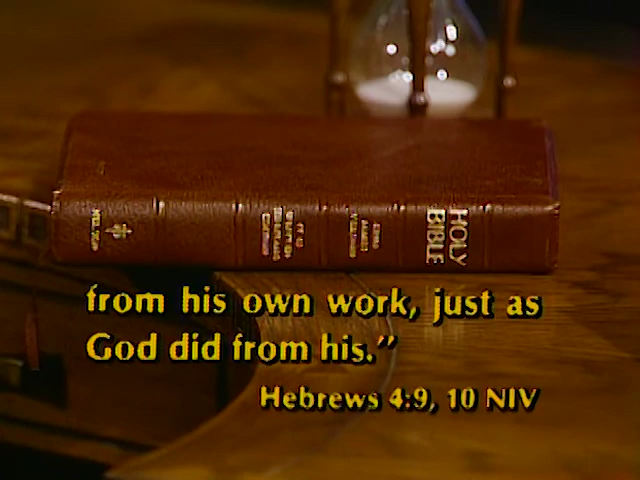 HOLY
BIBLE
from his own work, just as
God did from his.”
Hebrews 4:9, 10 NIV